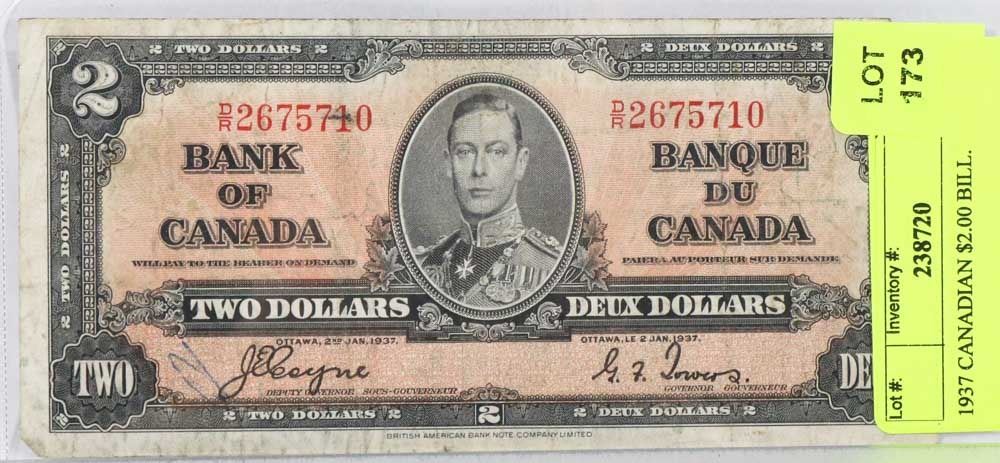 2 TWO DOLLARS 2
2 DEUX DOLLARS
2
D/R 2675710
D/R 2675710
BANK
OF
CANADA
BANQUE
DU
CANADA
WILL PAY TO THE BEARER ON DEMAND
PAIERA AU PORTEUR SUR DEMANDE
2 TWO DOLLARS 2
TWO DOLLARS
DEUX DOLLARS
OTTAWA, 2ND JAN. 1937.
OTTAWA, LE 2 JAN. 1937.
J E Coyne
G. F. Towers.
DEPUTY GOVERNOR SOUS-GOUVERNEUR
GOVERNOR GOUVERNEUR
TWO
DE
2 TWO DOLLARS 2
2
2 DEUX DOLLARS 2
BRITISH AMERICAN BANK NOTE COMPANY LIMITED
LOT
173
Lot #:
Inventory #:
238720
1937 CANADIAN $2.00 BILL.